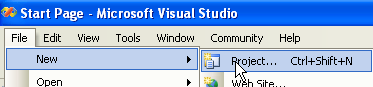 Start Page - Microsoft Visual Studio
File Edit View Tools Window Community Help
New Project... Ctrl+Shift+N
Open Web Site...